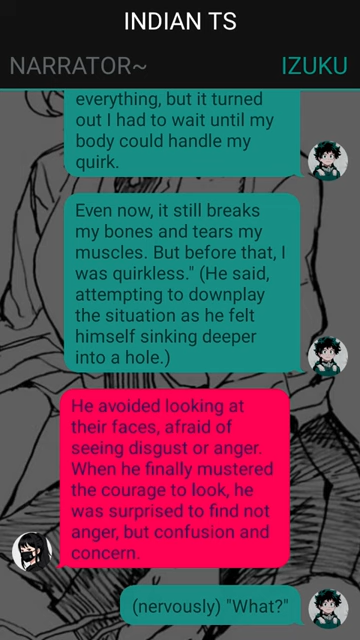 INDIAN TS
NARRATOR~ IZUKU
everything, but it turned
out I had to wait until my
body could handle my
quirk.
Even now, it still breaks
my bones and tears my
muscles. But before that, I
was quirkless." (He said,
attempting to downplay
the situation as he felt
himself sinking deeper
into a hole.)
He avoided looking at
their faces, afraid of
seeing disgust or anger.
When he finally mustered
the courage to look, he
was surprised to find not
anger, but confusion and
concern.
(nervously) "What?"